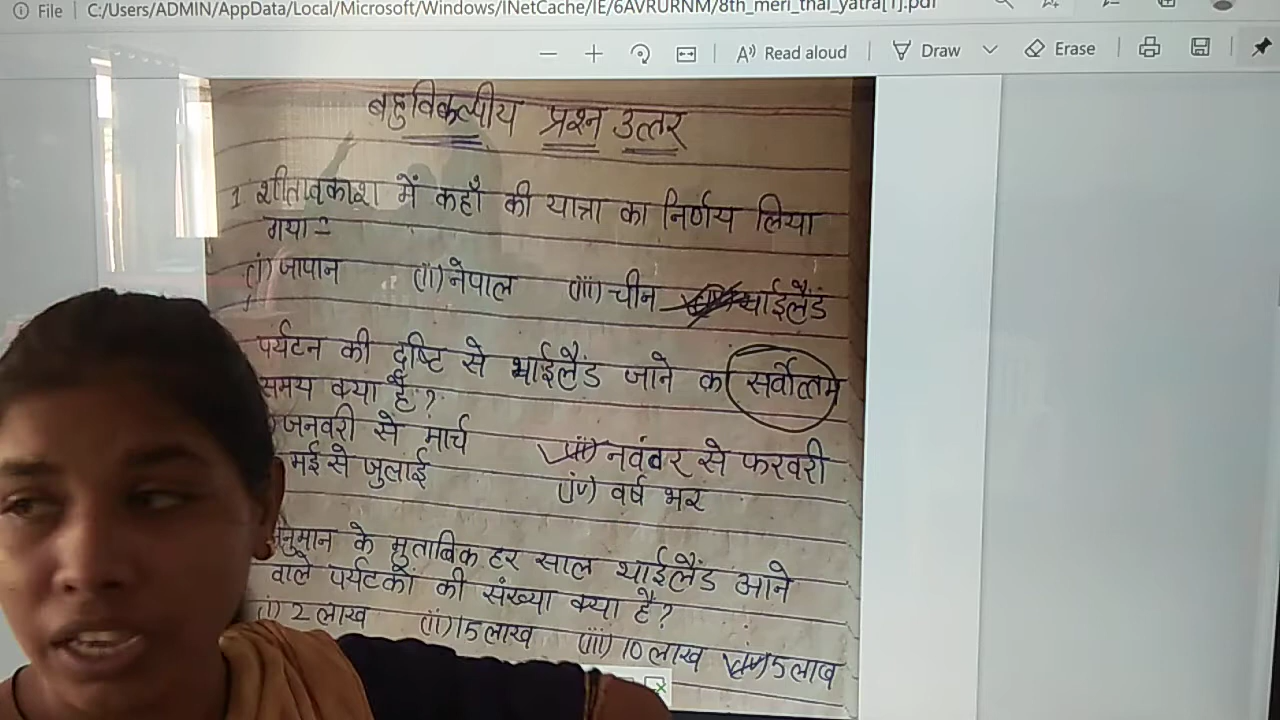 File C:/Users/ADMIN/AppData/Local/Microsoft/Windows/INetCache/IE/6AVRURNM/8th_meri_thai_yatra[1].pdf
Read aloud Draw Erase
बहुविकल्पीय प्रश्न उत्तर
1 शीतावकाश में कहाँ की यात्रा का निर्णय लिया
गया-
(i) जापान (ii) नेपाल (iii) चीन थाईलैंड
पर्यटन की दृष्टि से थाईलैंड जाने का सर्वोत्तम
समय क्या है?
जनवरी से मार्च (ii) नवंबर से फरवरी
मई से जुलाई (iv) वर्ष भर
अनुमान के मुताबिक हर साल थाईलैंड आने
वाले पर्यटकों की संख्या क्या है?
(i) 2 लाख (ii) 15 लाख (iii) 10 लाख (iv) 5 लाख